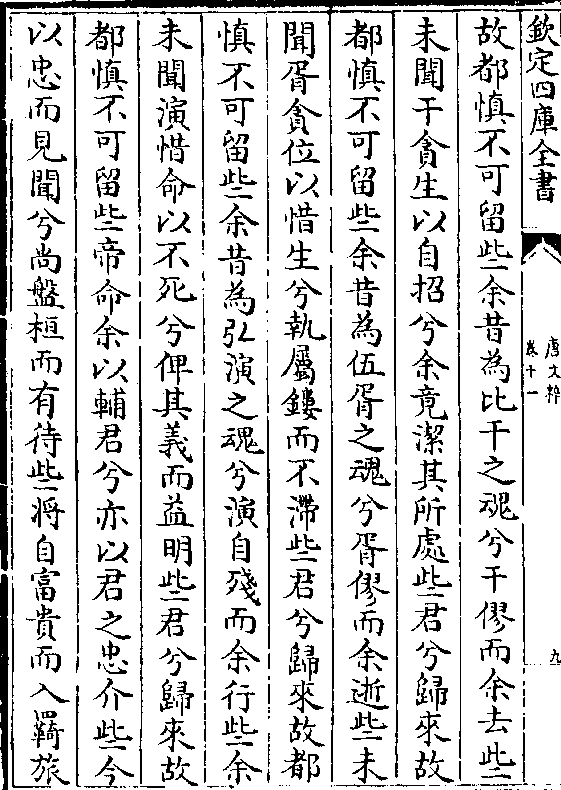 欽定四庫全書
唐文粹
卷十一
九
故都慎不可留些余昔為比干之魂兮干僇而余去些
未聞干貪生以自招兮余竟潔其所處些君兮歸來故
都慎不可留些余昔為伍胥之魂兮胥僇而余逝些未
聞胥貪位以惜生兮執屬鏤而不滯些君兮歸來故都
慎不可留些余昔為弘演之魂兮演自殘而余行些余
未聞演惜命以不死兮俾其義而益明些君兮歸來故
都慎不可留些帝命余以輔君兮亦以君之忠介些今
以忠而見聞兮尚盤桓而有待些將自富貴而入羇旅